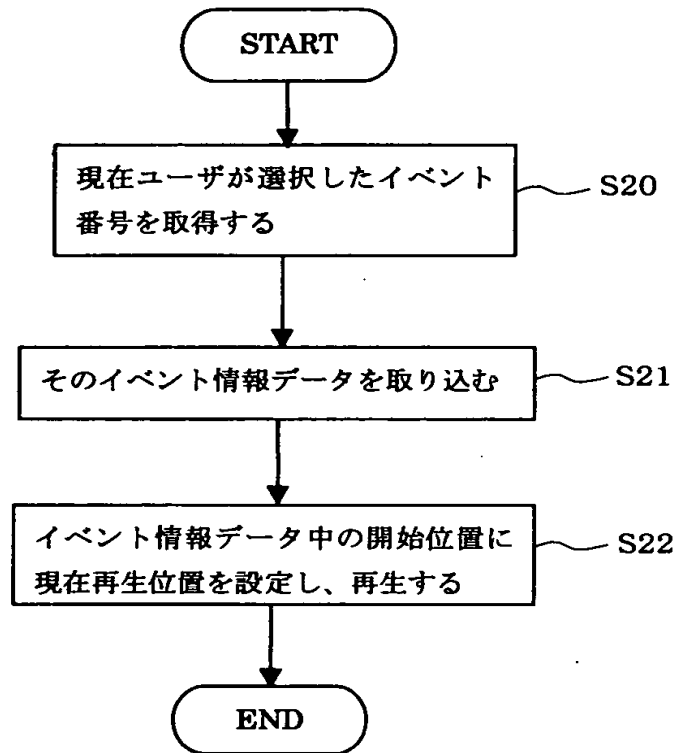 START
現在ユーザが選択したイベント
番号を取得する
S20
そのイベント情報データを取り込む
S21
イベント情報データ中の開始位置に
現在再生位置を設定し、再生する
S22
END